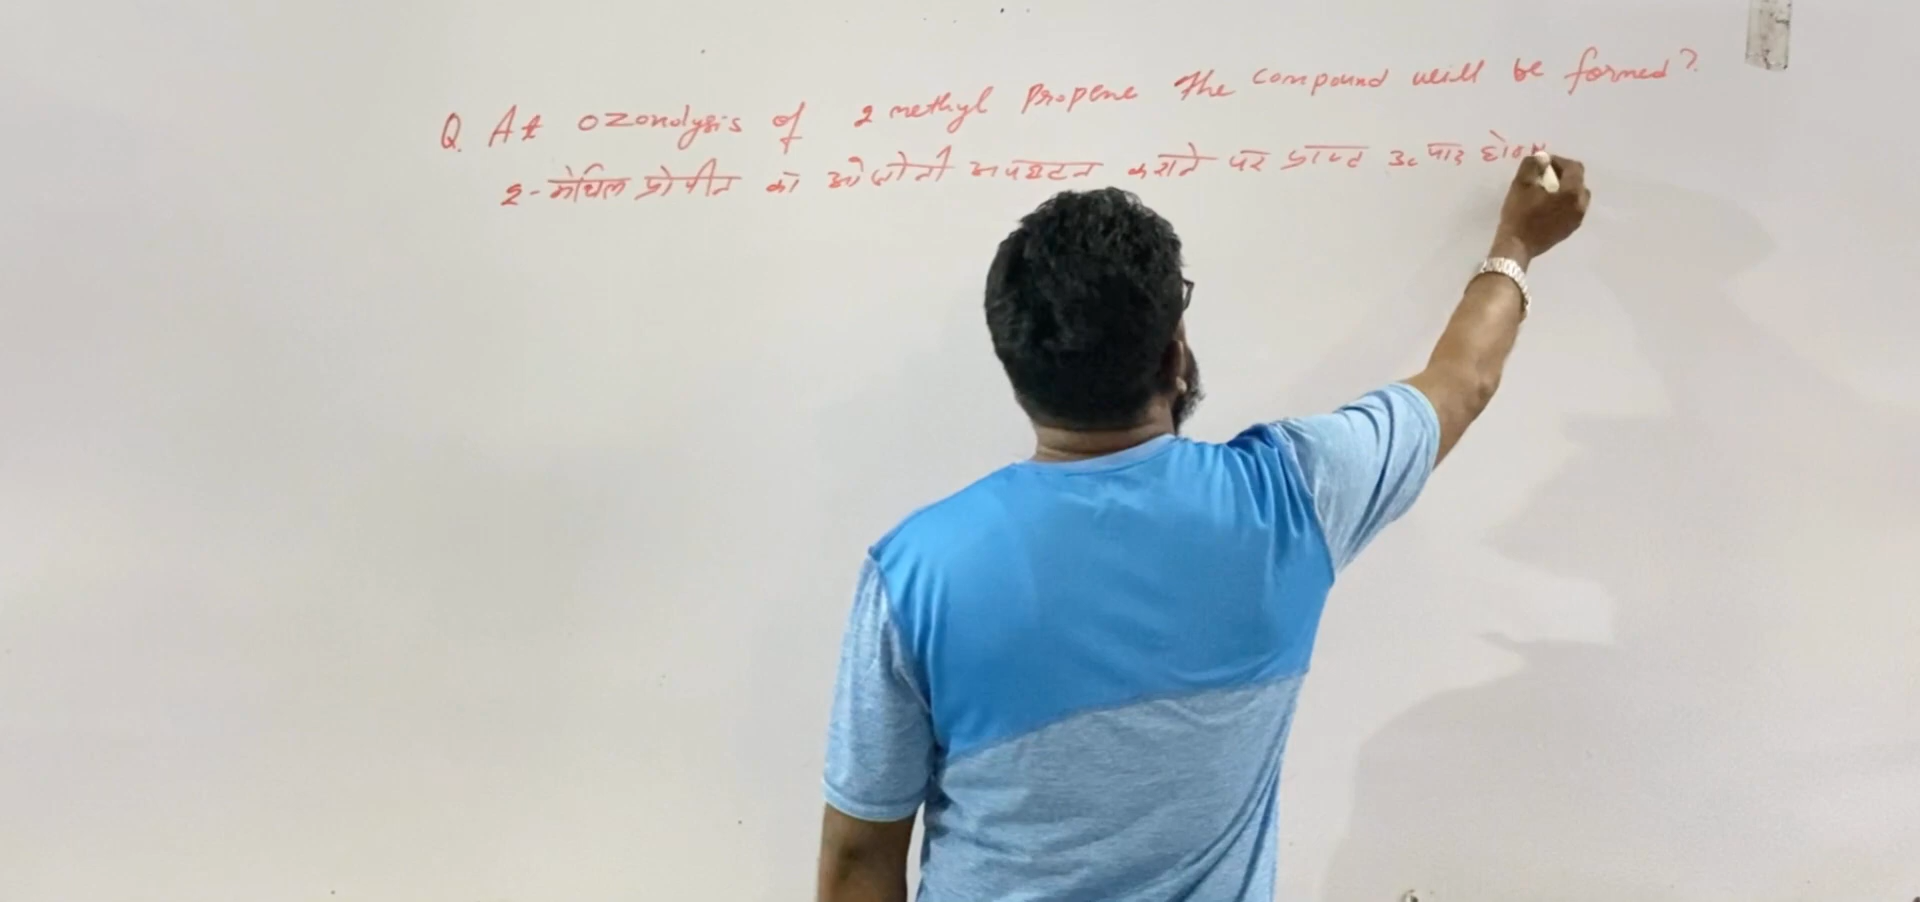 Q. At ozonolysis of 2 methyl Propene the compound will be formed?
2-मेथिल प्रोपीन को ओजोनी अपघटन कराने पर प्राप्त उत्पाद होगा